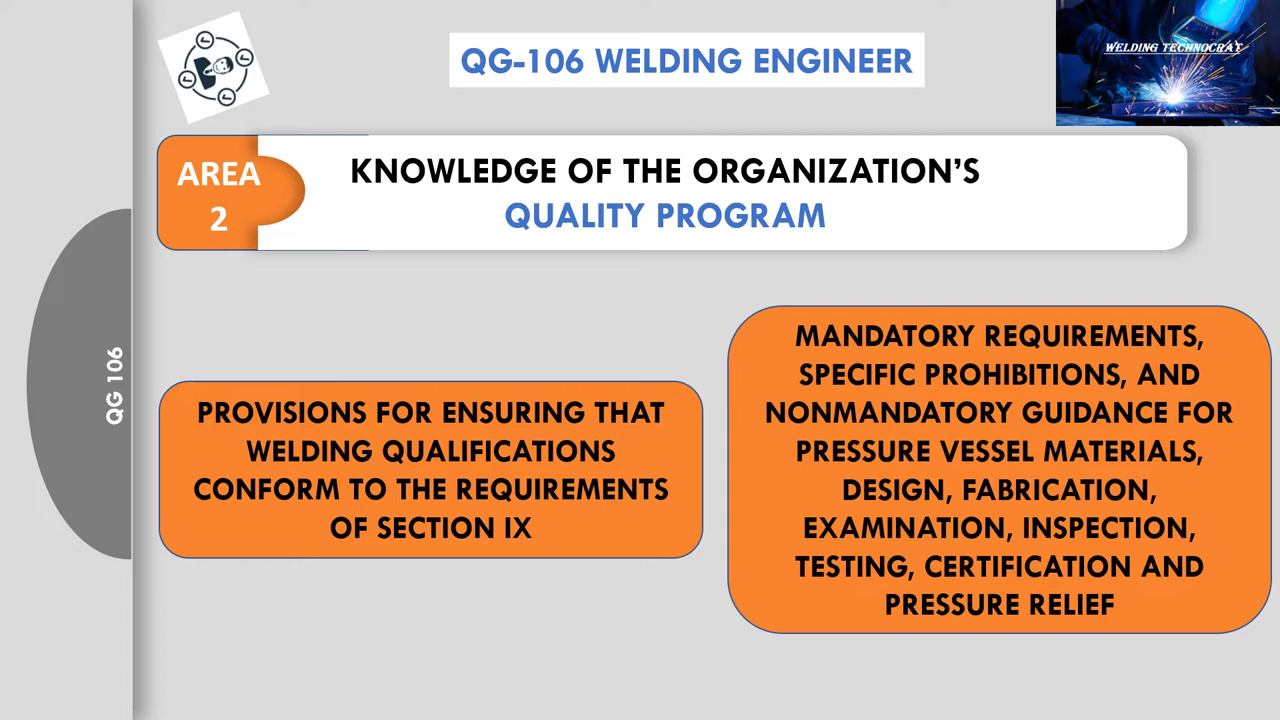 QG-106 WELDING ENGINEER
WELDING TECHNOCRAT
AREA
2
KNOWLEDGE OF THE ORGANIZATION’S
QUALITY PROGRAM
QG 106
PROVISIONS FOR ENSURING THAT
WELDING QUALIFICATIONS
CONFORM TO THE REQUIREMENTS
OF SECTION IX
MANDATORY REQUIREMENTS,
SPECIFIC PROHIBITIONS, AND
NONMANDATORY GUIDANCE FOR
PRESSURE VESSEL MATERIALS,
DESIGN, FABRICATION,
EXAMINATION, INSPECTION,
TESTING, CERTIFICATION AND
PRESSURE RELIEF